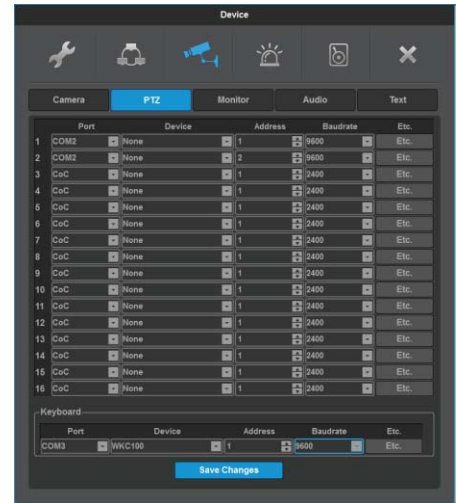 Device
Camera PTZ Monitor Audio Text
Port Device Address Baudrate Etc.
1 COM2 None 1 9600 Etc.
2 COM2 None 2 9600 Etc.
3 CoC None 1 2400 Etc.
4 CoC None 1 2400 Etc.
5 CoC None 1 2400 Etc.
6 CoC None 1 2400 Etc.
7 CoC None 1 2400 Etc.
8 CoC None 1 2400 Etc.
9 CoC None 1 2400 Etc.
10 CoC None 1 2400 Etc.
11 CoC None 1 2400 Etc.
12 CoC None 1 2400 Etc.
13 CoC None 1 2400 Etc.
14 CoC None 1 2400 Etc.
15 CoC None 1 2400 Etc.
16 CoC None 1 2400 Etc.
Keyboard
Port Device Address Baudrate Etc.
COM3 WKC100 1 9600 Etc.
Save Changes